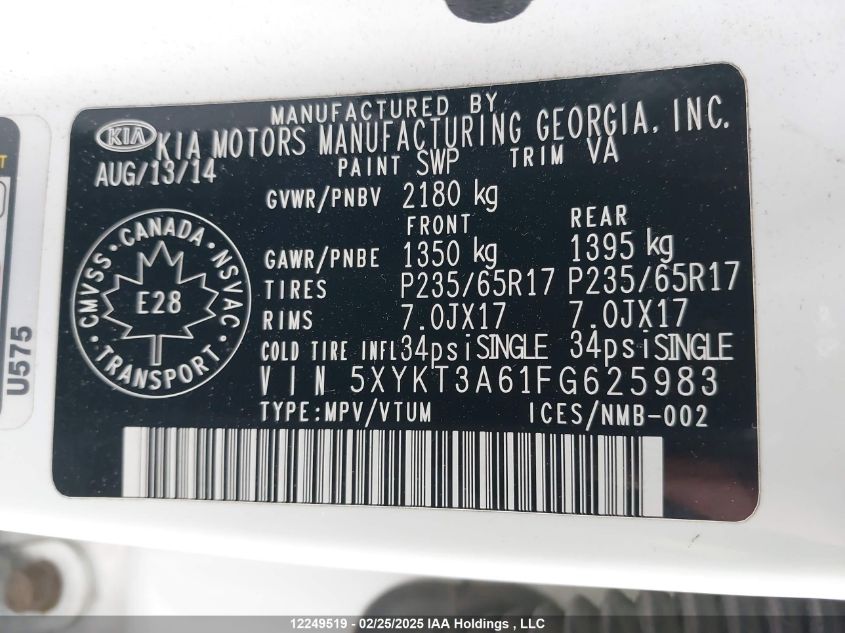 MANUFACTURED BY
KIA KIA MOTORS MANUFACTURING GEORGIA, INC.
AUG/13/14 PAINT SWP TRIM VA
GVWR/PNBV 2180 kg
FRONT REAR
GAWR/PNBE 1350 kg 1395 kg
TIRES P235/65R17 P235/65R17
RIMS 7.0JX17 7.0JX17
COLD TIRE INFL 34psi SINGLE 34psi SINGLE
VIN 5XYKT3A61FG625983
TYPE:MPV/VTUM ICES/NMB-002
CMVSS • CANADA • NSVAC
E28
• TRANSPORT •
U575
12249519 - 02/25/2025 IAA Holdings , LLC